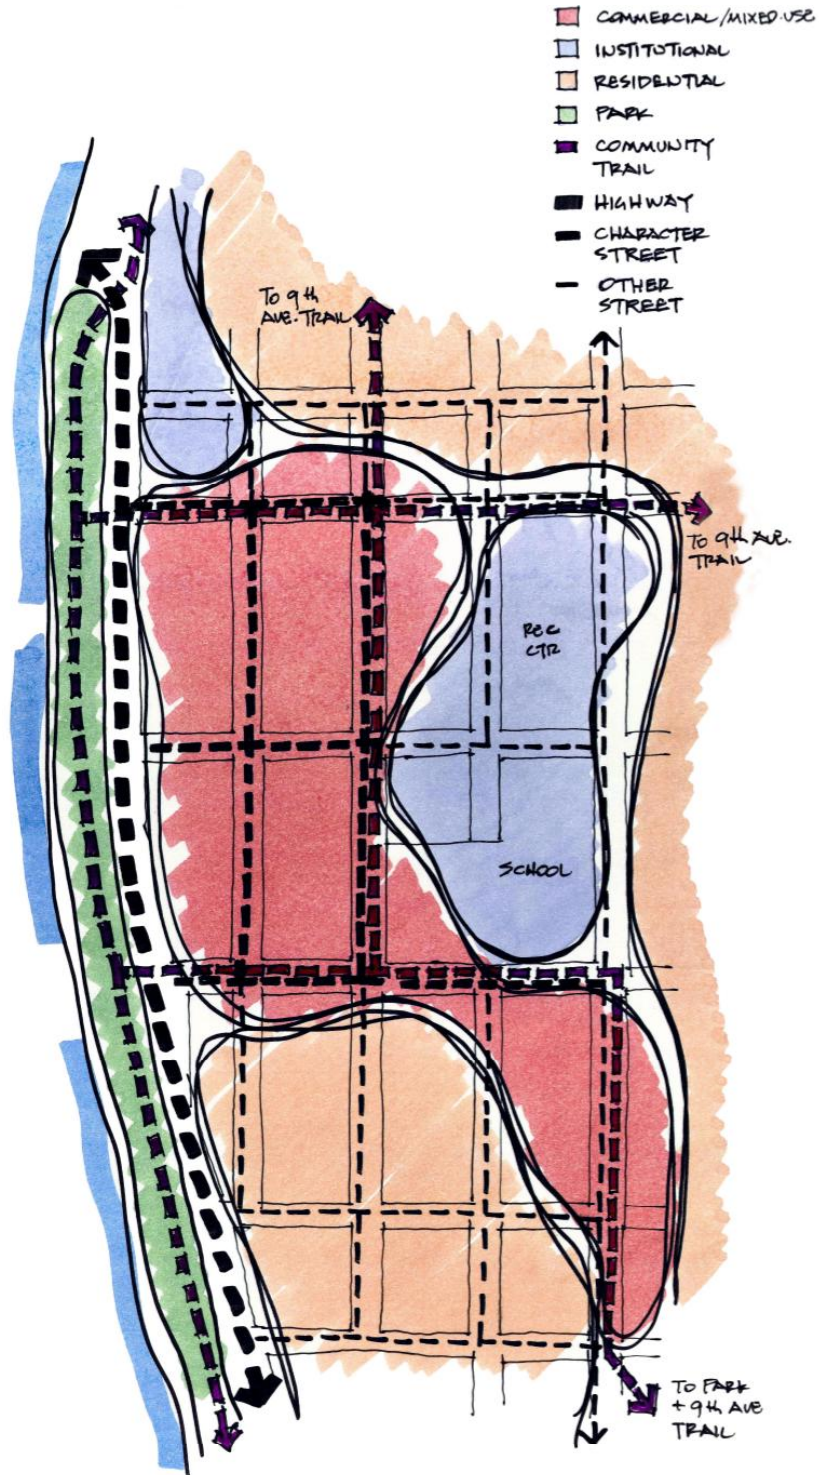 COMMERCIAL/MIXED-USE
INSTITUTIONAL
RESIDENTIAL
PARK
COMMUNITY
TRAIL
HIGHWAY
CHARACTER
STREET
OTHER
STREET
TO 9th
AVE. TRAIL
TO 9th AVE.
TRAIL
REC
CTR
SCHOOL
TO PARK
+ 9th AVE
TRAIL